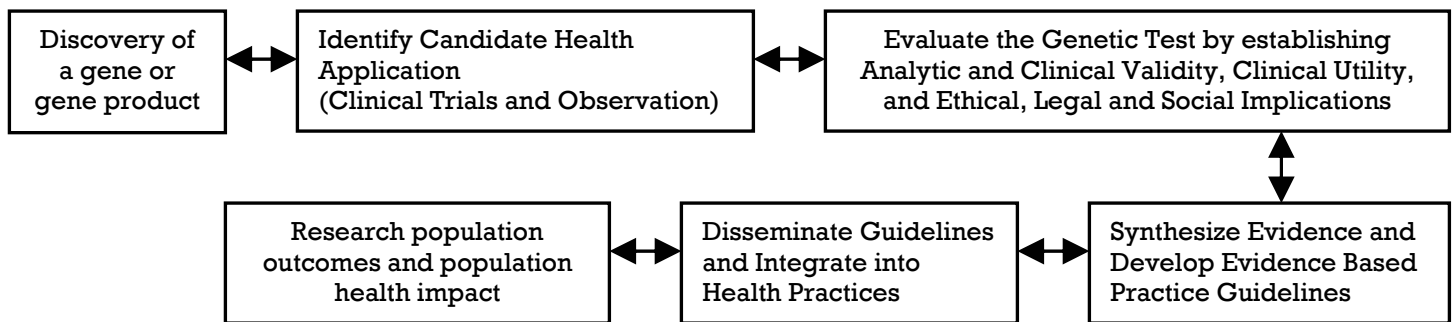 Discovery of
a gene or
gene product
Identify Candidate Health
Application
(Clinical Trials and Observation)
Evaluate the Genetic Test by establishing
Analytic and Clinical Validity, Clinical Utility,
and Ethical, Legal and Social Implications
Research population
outcomes and population
health impact
Disseminate Guidelines
and Integrate into
Health Practices
Synthesize Evidence and
Develop Evidence Based
Practice Guidelines